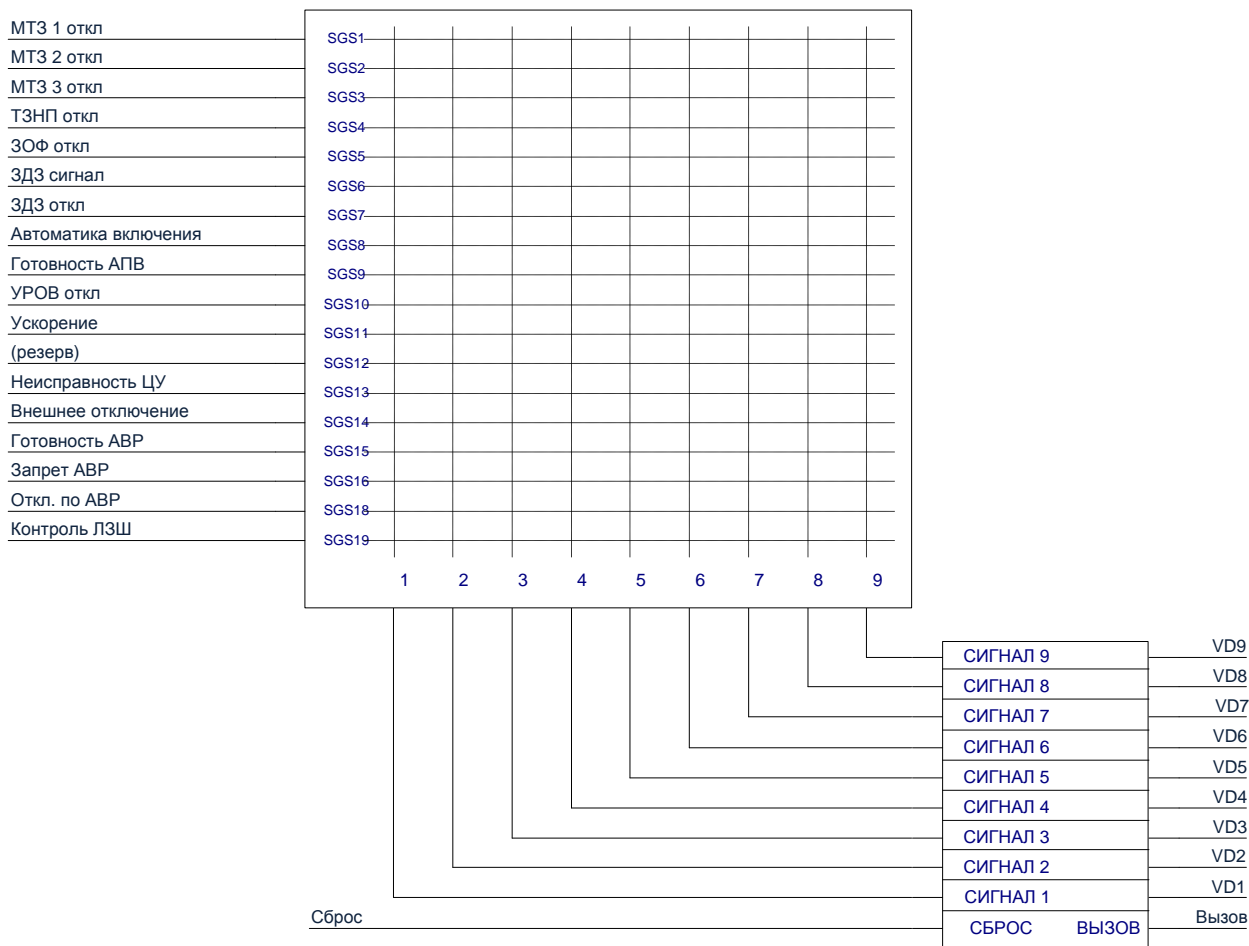 МТЗ 1 откл
SGS1
МТЗ 2 откл
SGS2
МТЗ 3 откл
SGS3
ТЗНП откл
SGS4
ЗОФ откл
SGS5
ЗДЗ сигнал
SGS6
ЗДЗ откл
SGS7
Автоматика включения
SGS8
Готовность АПВ
SGS9
УРОВ откл
SGS10
Ускорение
SGS11
(резерв)
SGS12
Неисправность ЦУ
SGS13
Внешнее отключение
SGS14
Готовность АВР
SGS15
Запрет АВР
SGS16
Откл. по АВР
SGS18
Контроль ЛЗШ
SGS19
1 2 3 4 5 6 7 8 9
СИГНАЛ 9 VD9
СИГНАЛ 8 VD8
СИГНАЛ 7 VD7
СИГНАЛ 6 VD6
СИГНАЛ 5 VD5
СИГНАЛ 4 VD4
СИГНАЛ 3 VD3
СИГНАЛ 2 VD2
СИГНАЛ 1 VD1
Сброс СБРОС ВЫЗОВ Вызов